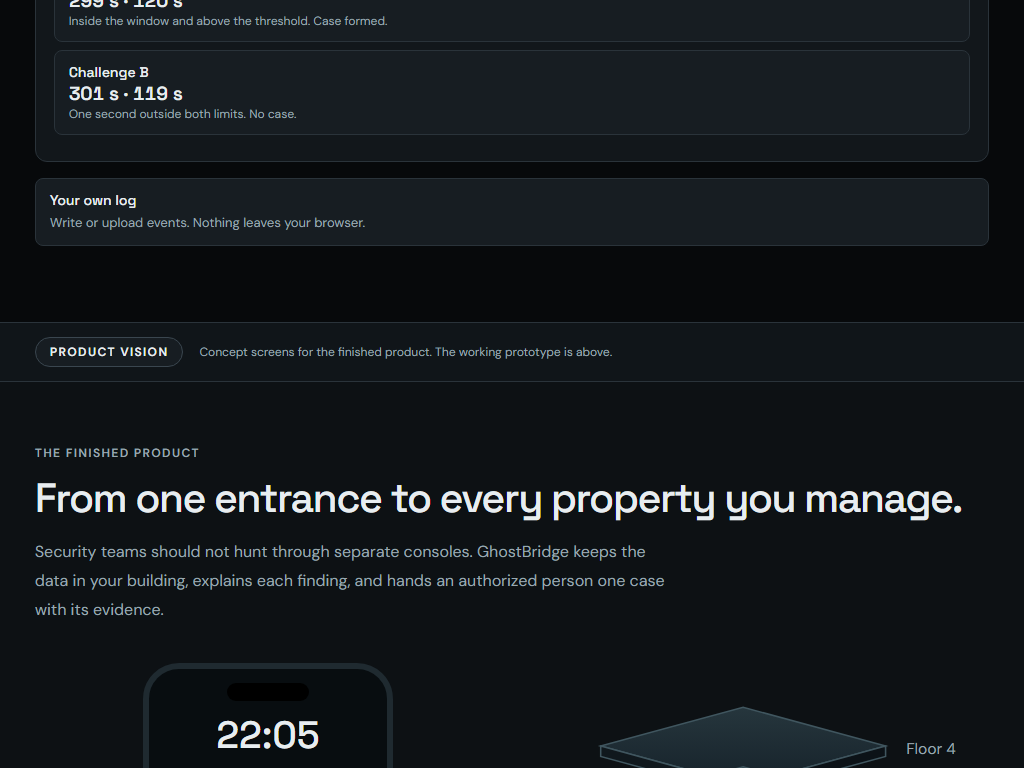 299 s · 120 s
Inside the window and above the threshold. Case formed.
Challenge B
301 s · 119 s
One second outside both limits. No case.
Your own log
Write or upload events. Nothing leaves your browser.
PRODUCT VISION
Concept screens for the finished product. The working prototype is above.
THE FINISHED PRODUCT
From one entrance to every property you manage.
Security teams should not hunt through separate consoles. GhostBridge keeps the
data in your building, explains each finding, and hands an authorized person one case
with its evidence.
22:05
Floor 4